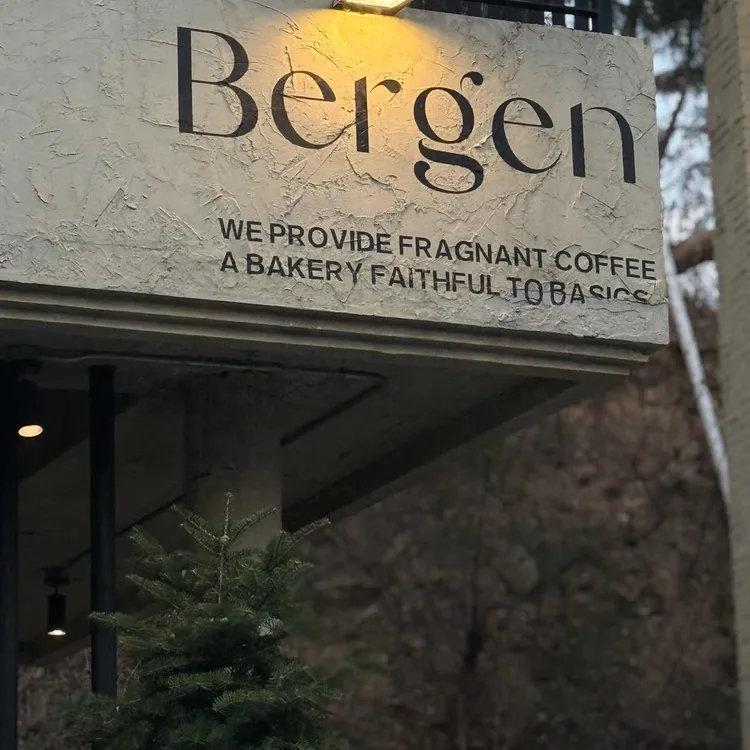 Bergen
WE PROVIDE FRAGNANT COFFEE
A BAKERY FAITHFUL TO BASICS